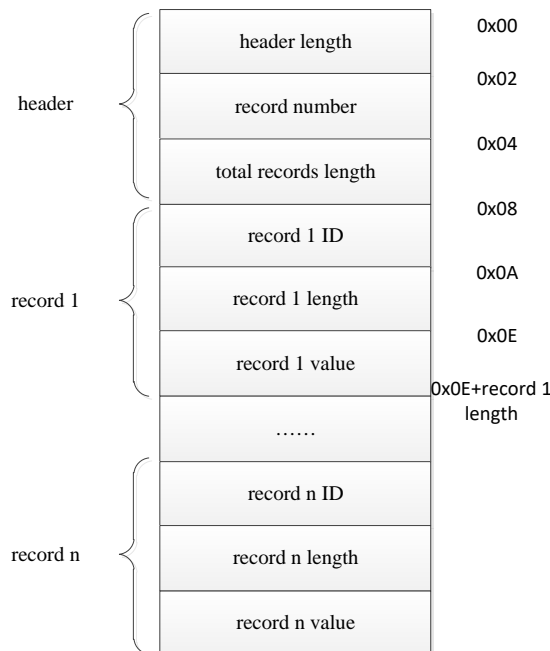 0x00
header length
0x02
header
record number
0x04
total records length
0x08
record 1 ID
0x0A
record 1
record 1 length
0x0E
record 1 value
0x0E+record 1
length
......
record n ID
record n
record n length
record n value